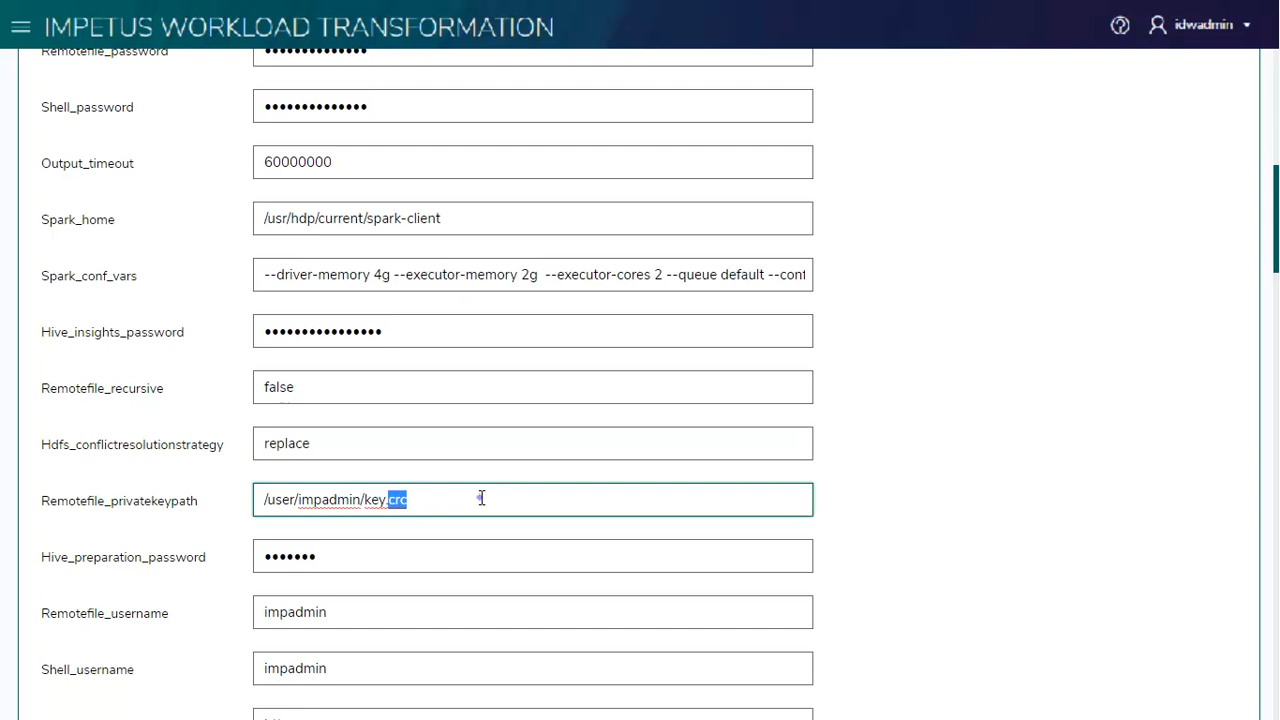 IMPETUS WORKLOAD TRANSFORMATION
idwadmin
Remotefile_password ••••••••••••••
Shell_password ••••••••••••••
Output_timeout 60000000
Spark_home /usr/hdp/current/spark-client
Spark_conf_vars --driver-memory 4g --executor-memory 2g --executor-cores 2 --queue default --conf
Hive_insights_password ••••••••••••••••
Remotefile_recursive false
Hdfs_conflictresolutionstrategy replace
Remotefile_privatekeypath /user/impadmin/key.crc
Hive_preparation_password •••••••
Remotefile_username impadmin
Shell_username impadmin